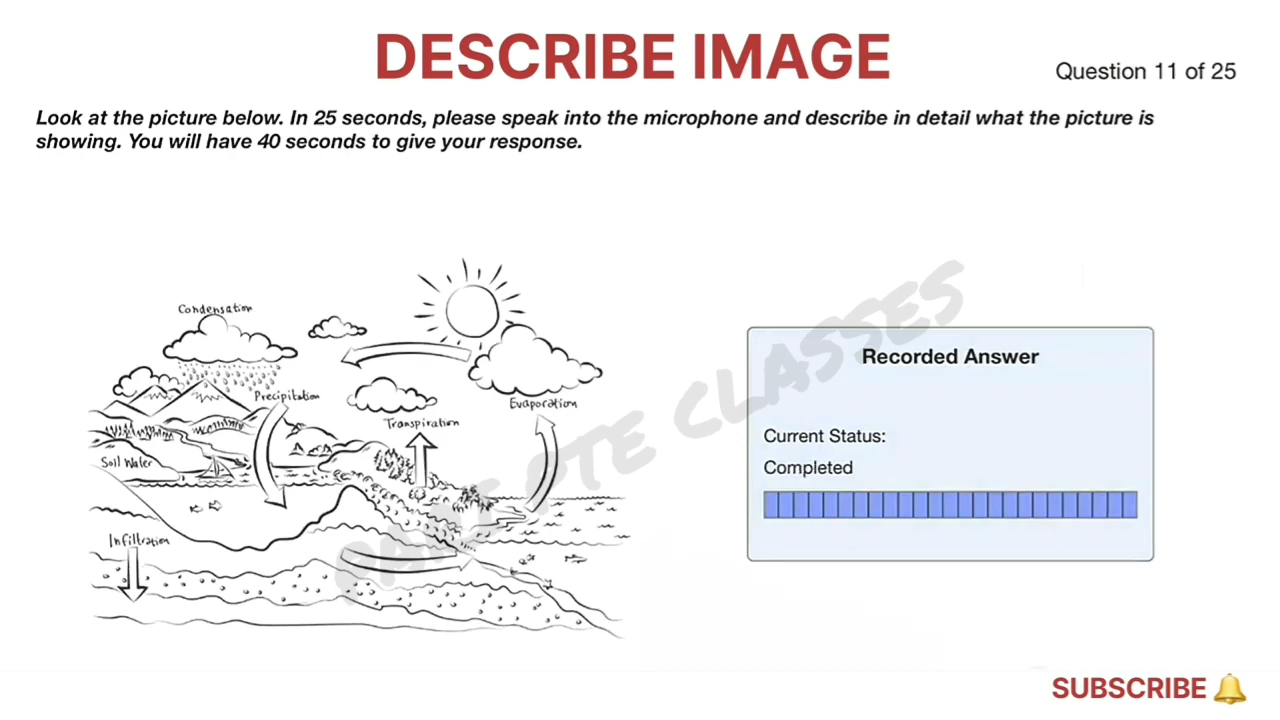 DESCRIBE IMAGE
Question 11 of 25
Look at the picture below. In 25 seconds, please speak into the microphone and describe in detail what the picture is
showing. You will have 40 seconds to give your response.
Condensation
Precipitation
Evaporation
Transpiration
Soil Water
Infiltration
Recorded Answer
Current Status:
Completed
PTE CLASSES
SUBSCRIBE